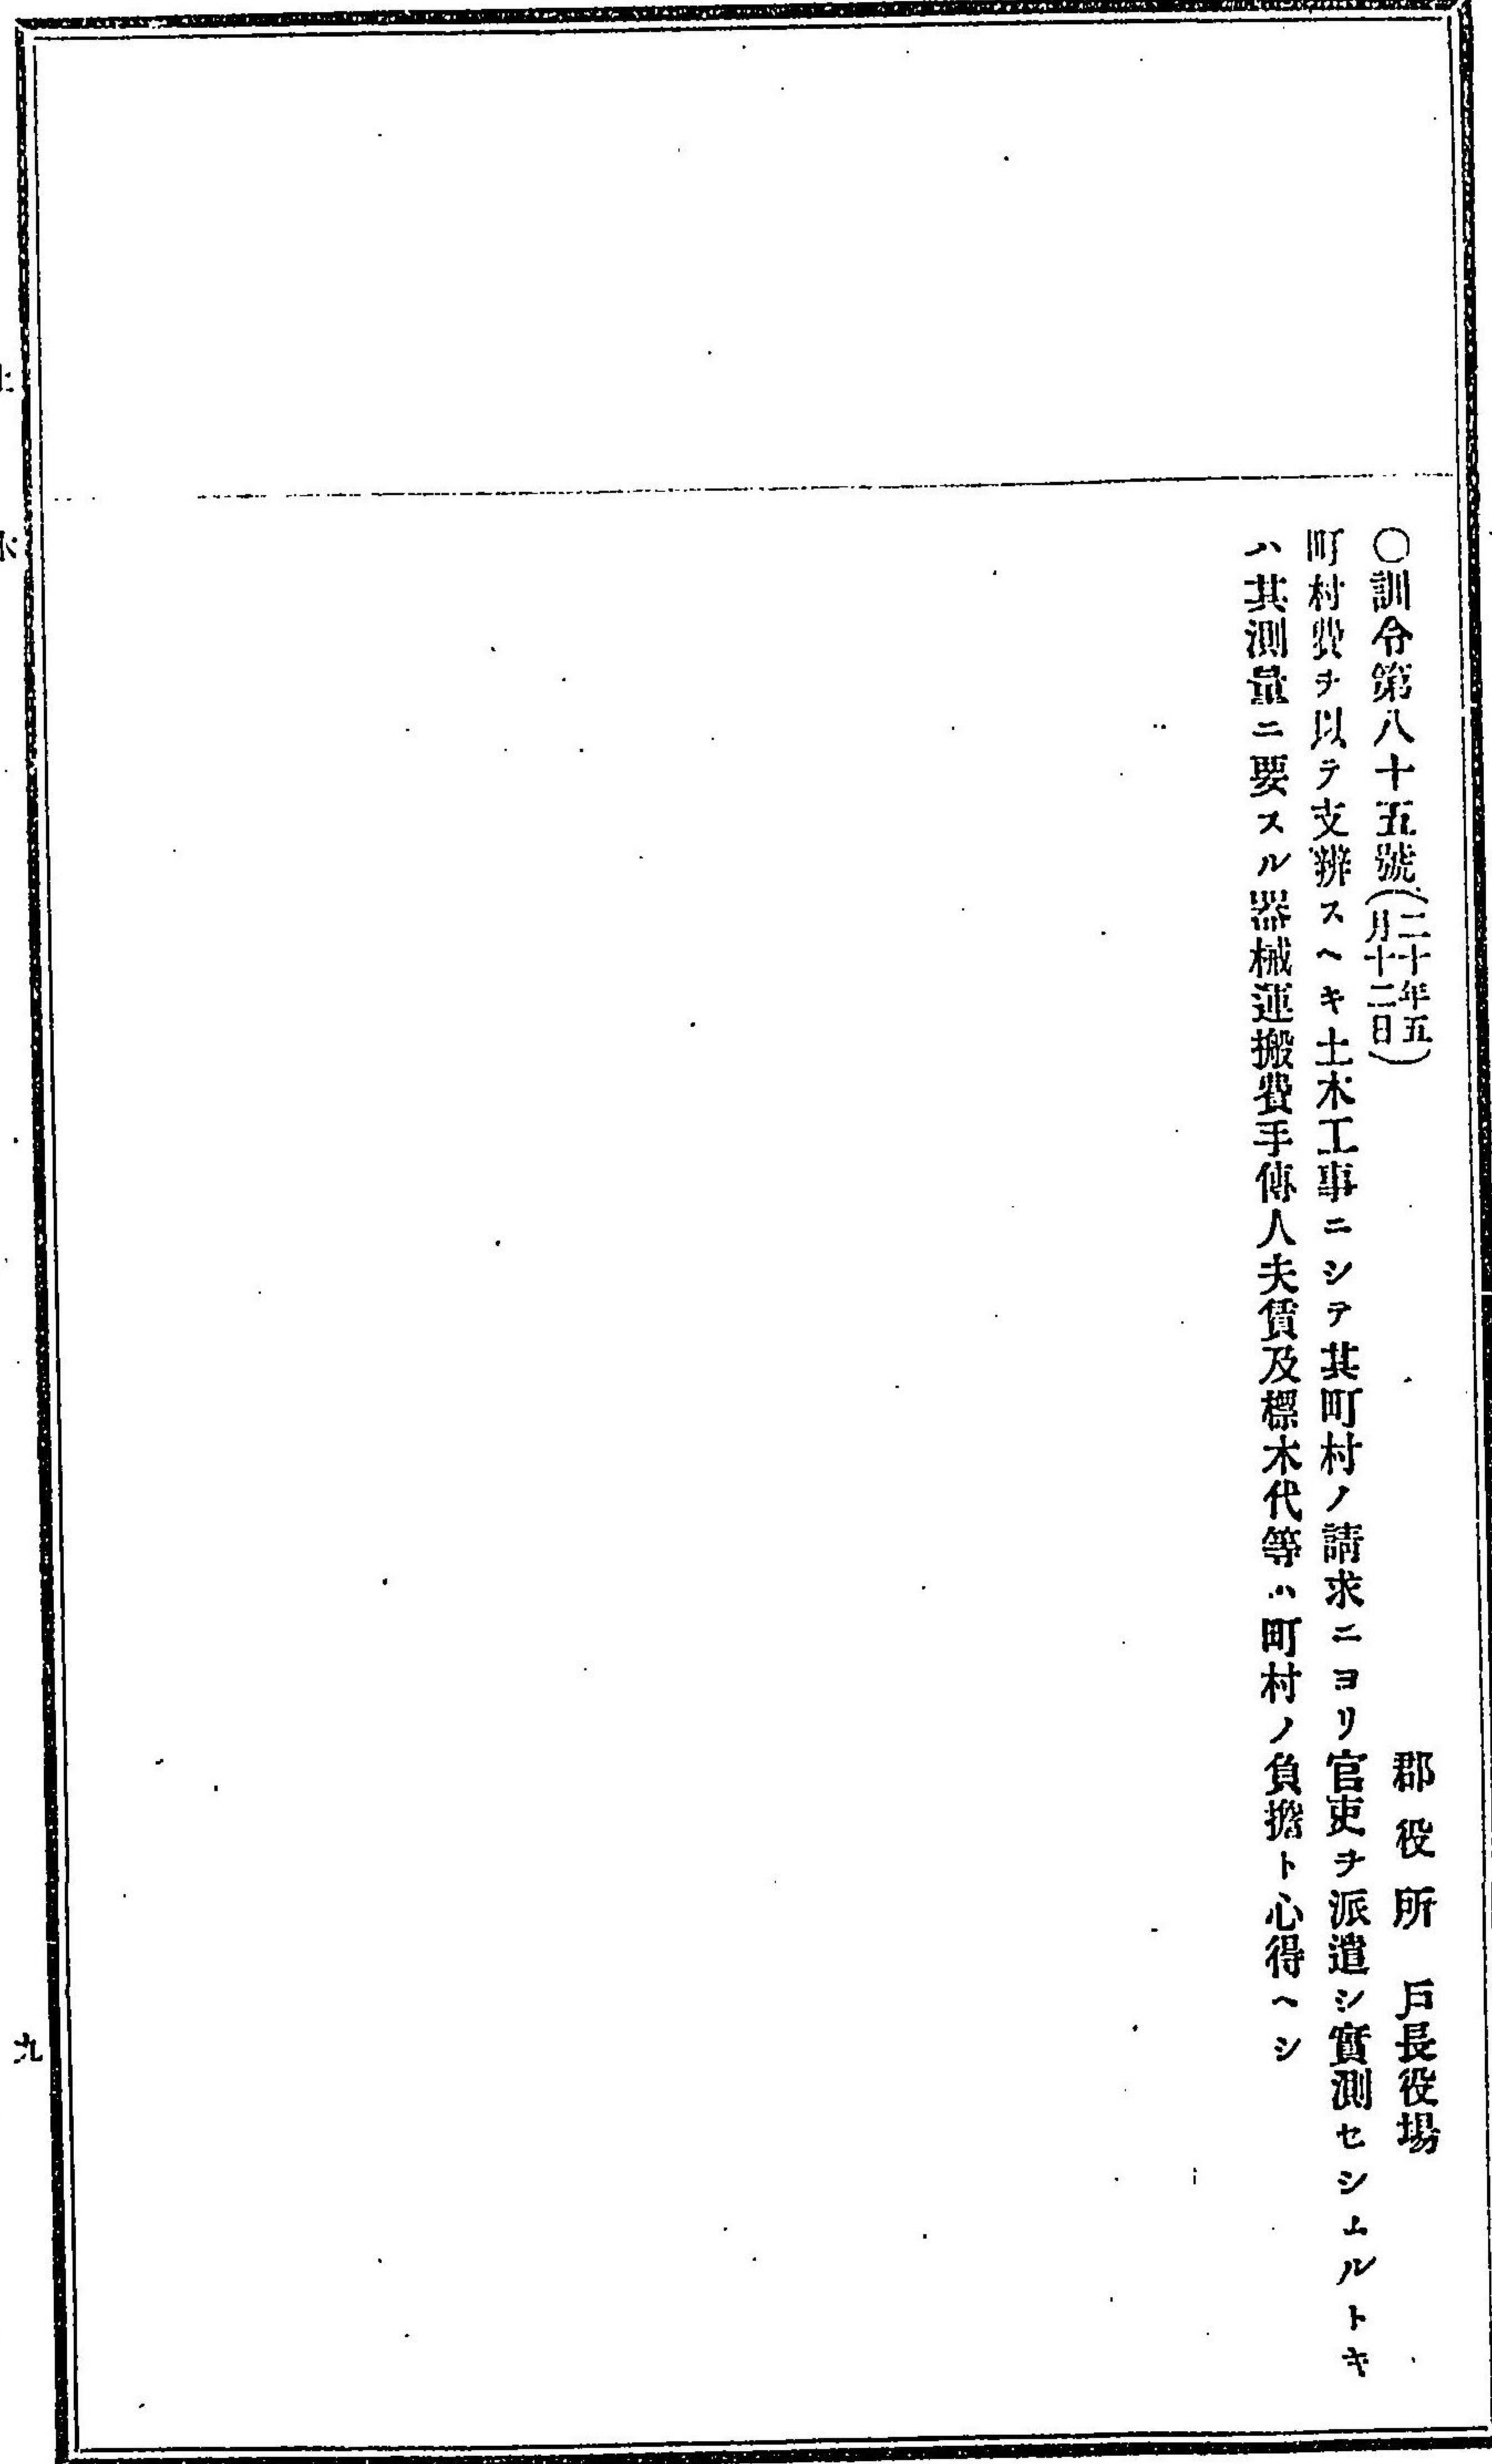 ○訓令第八十五號(二十年五月十二日)　郡役所　戶長役場
町村費ヲ以テ支辨スヘキ土木工事ニシテ其町村ノ請求ニヨリ官吏ヲ派遣シ實測セシムルトキ
ハ其測量ニ要スル器械運搬費手傳人夫賃及標木代等ハ町村ノ負擔ト心得ヘシ
九